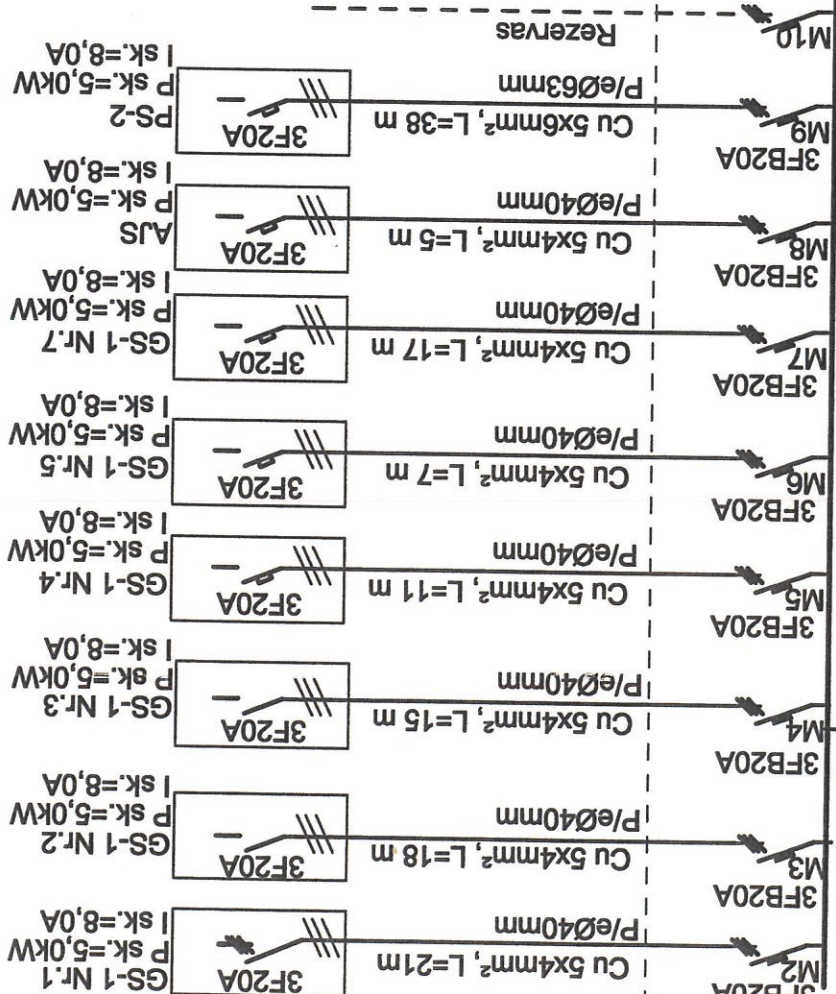 3FB20A
M2
Cu 5x4mm², L=21m
P/eØ40mm
3F20A
GS-1 Nr.1
P sk.=5,0kW
I sk.=8,0A
3FB20A
M3
Cu 5x4mm², L=18 m
P/eØ40mm
3F20A
GS-1 Nr.2
P sk.=5,0kW
I sk.=8,0A
3FB20A
M4
Cu 5x4mm², L=15 m
P/eØ40mm
3F20A
GS-1 Nr.3
P sk.=5,0kW
I sk.=8,0A
3FB20A
M5
Cu 5x4mm², L=11 m
P/eØ40mm
3F20A
GS-1 Nr.4
P sk.=5,0kW
I sk.=8,0A
3FB20A
M6
Cu 5x4mm², L=7 m
P/eØ40mm
3F20A
GS-1 Nr.5
P sk.=5,0kW
I sk.=8,0A
3FB20A
M7
Cu 5x4mm², L=17 m
P/eØ40mm
3F20A
GS-1 Nr.7
P sk.=5,0kW
I sk.=8,0A
3FB20A
M8
Cu 5x4mm², L=5 m
P/eØ40mm
3F20A
AJS
P sk.=5,0kW
I sk.=8,0A
3FB20A
M9
Cu 5x6mm², L=38 m
P/eØ63mm
3F20A
PS-2
P sk.=5,0kW
I sk.=8,0A
M10
Rezervas